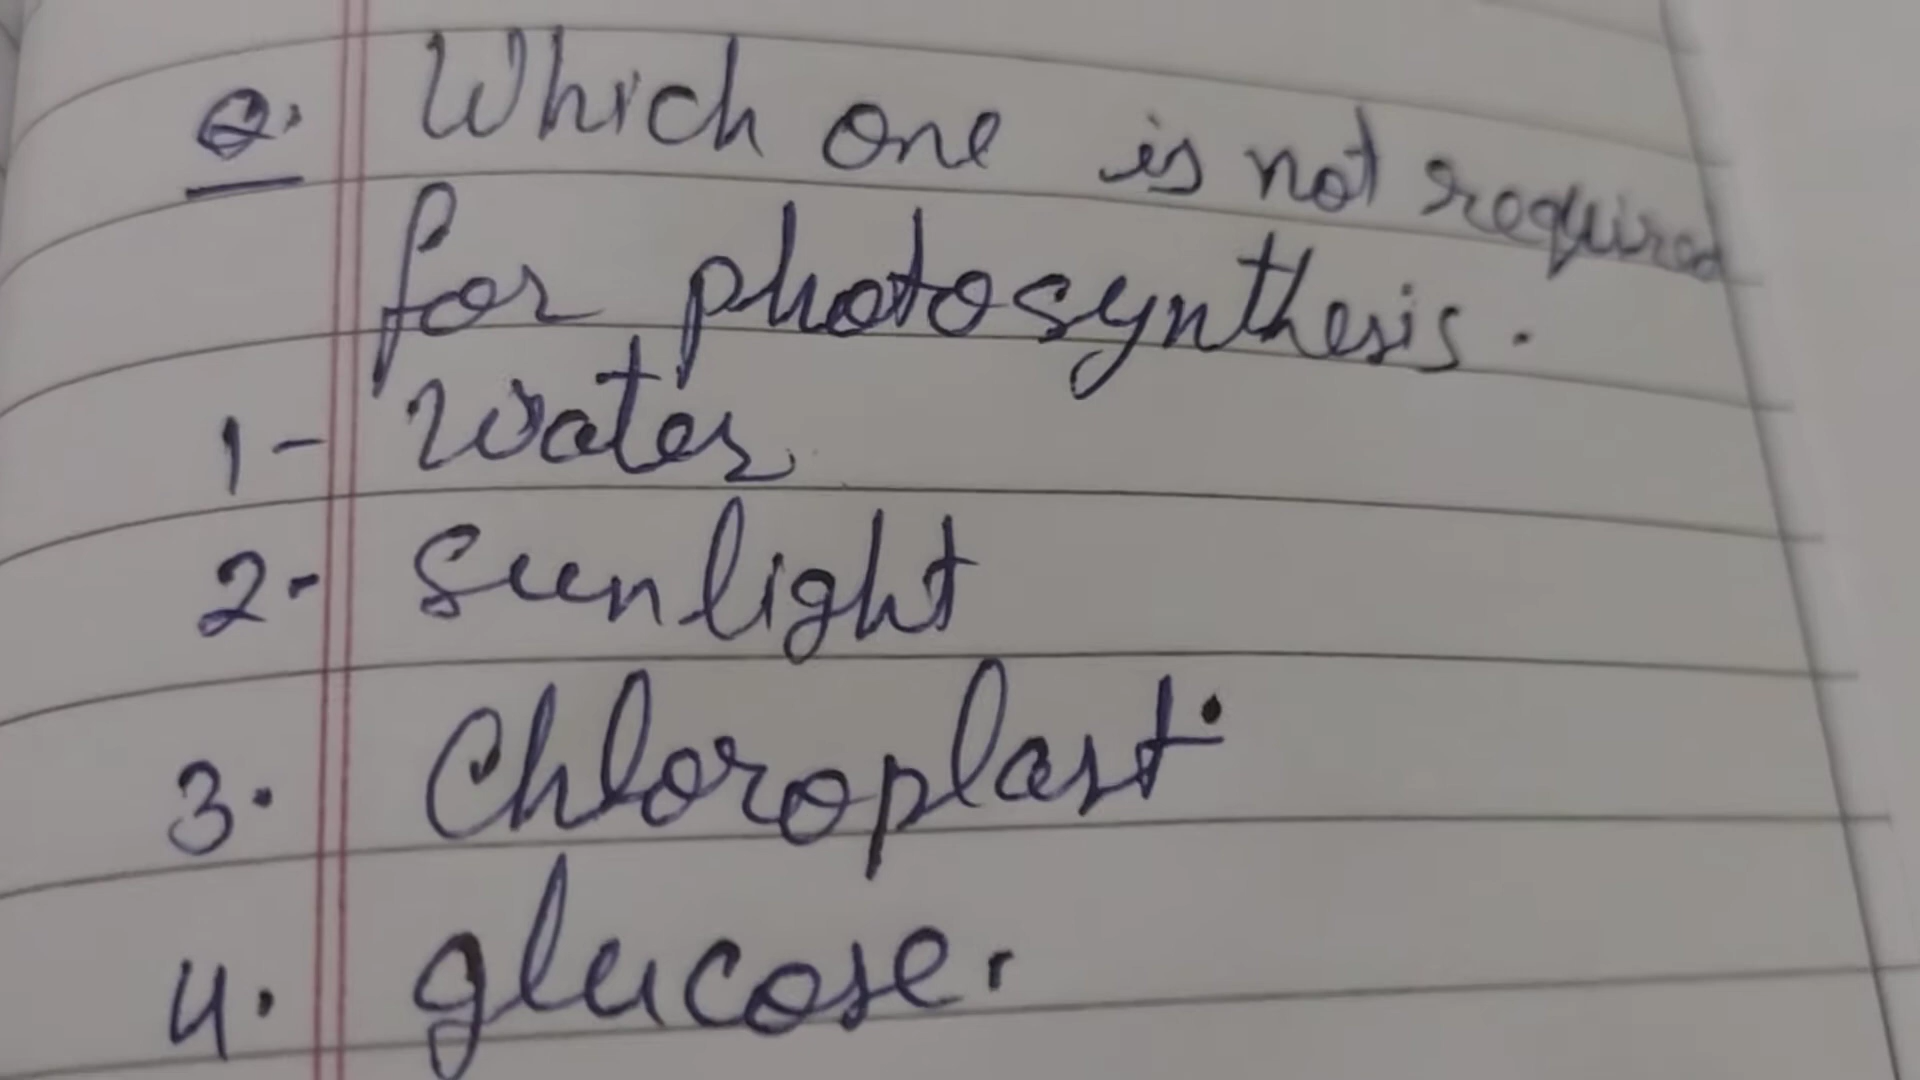 Q. Which one is not required
for photosynthesis.
1- Water
2- Sunlight
3. Chloroplast.
4. glucose.